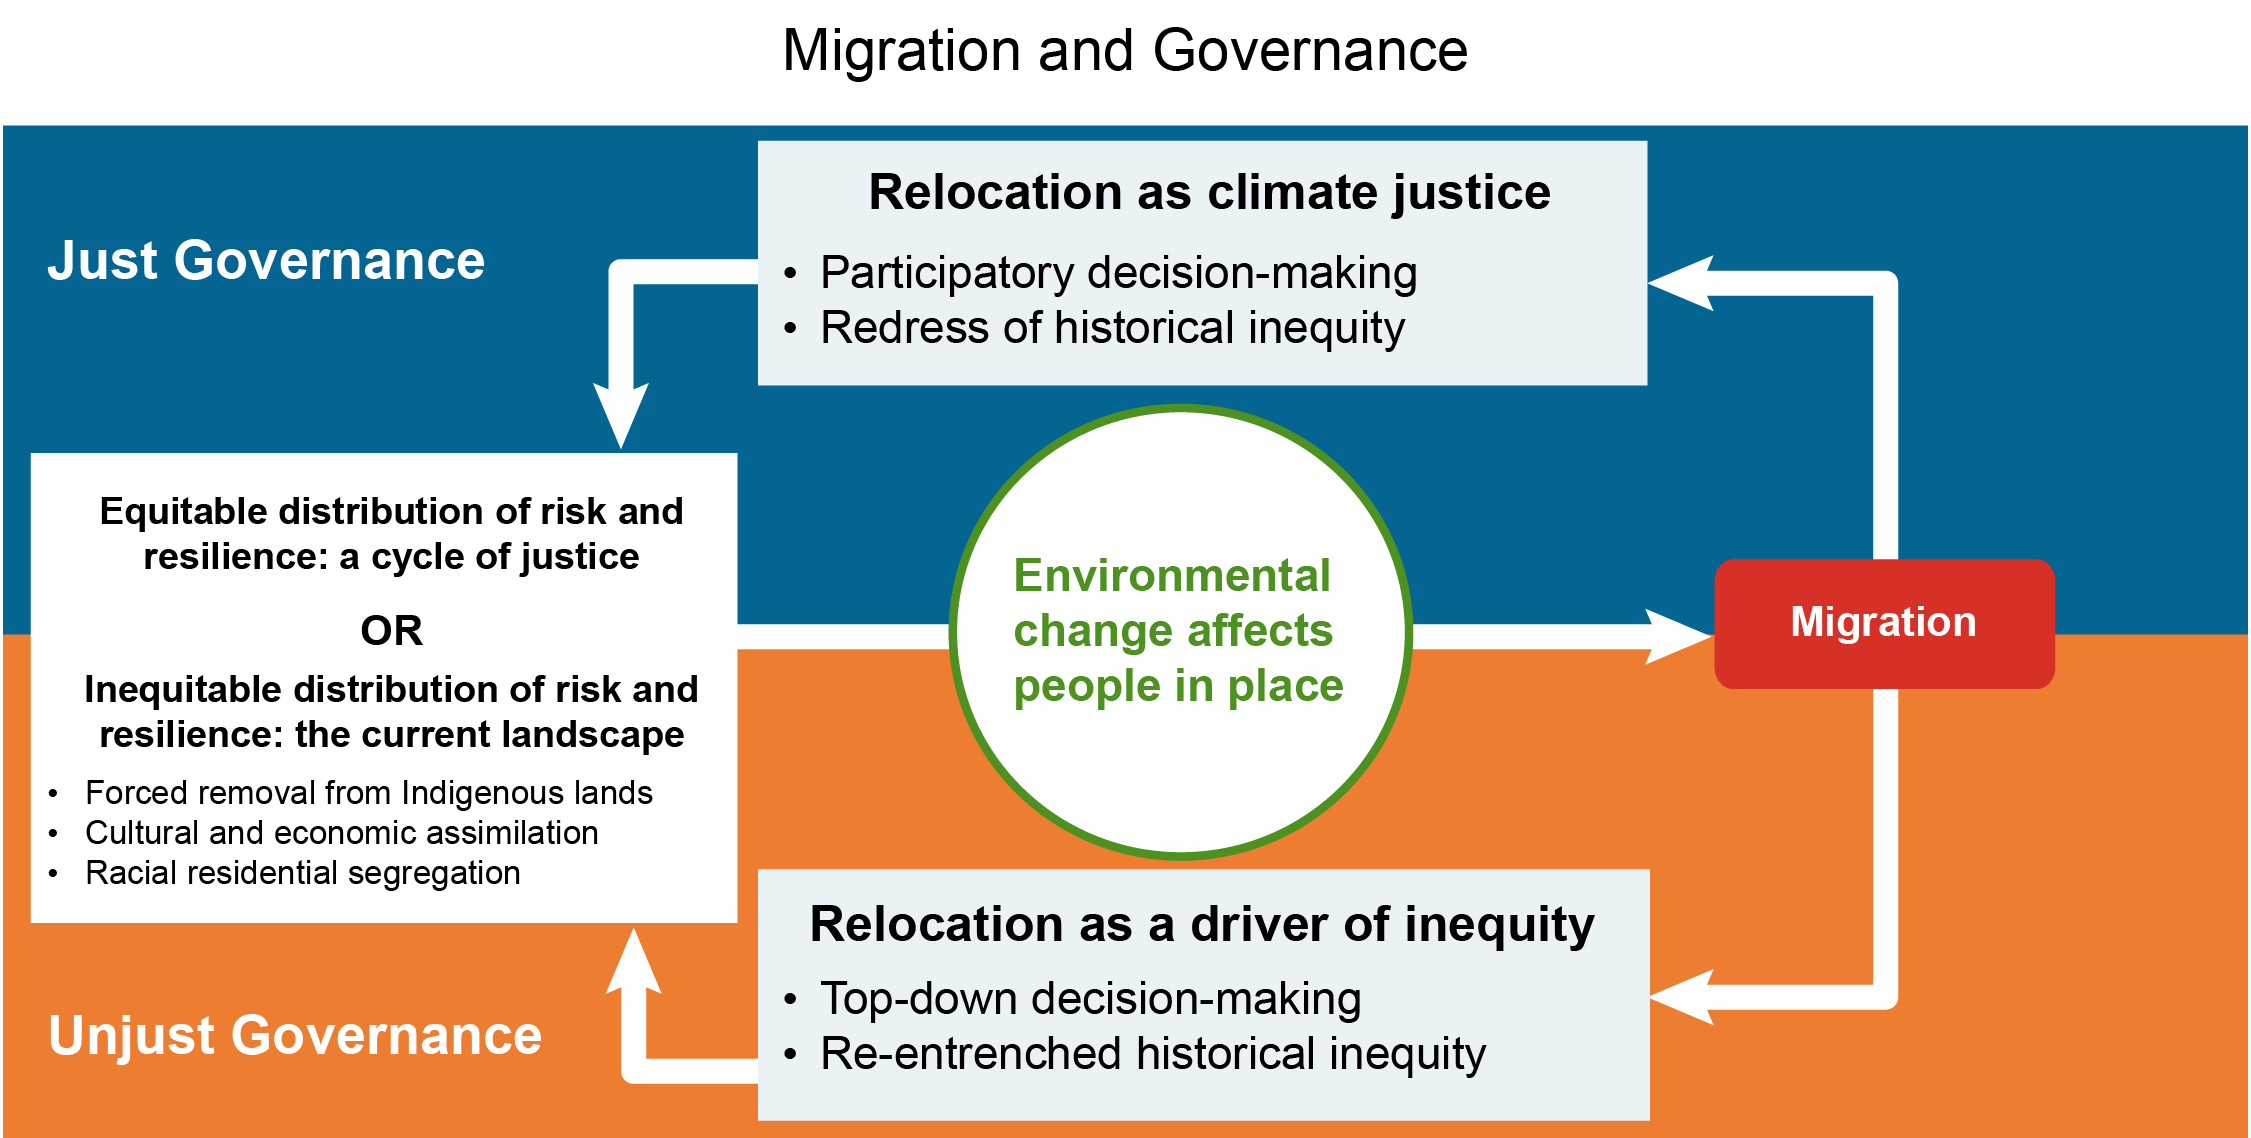 Migration and Governance
Just Governance
Relocation as climate justice
• Participatory decision-making
• Redress of historical inequity
Equitable distribution of risk and
resilience: a cycle of justice
OR
Inequitable distribution of risk and
resilience: the current landscape
• Forced removal from Indigenous lands
• Cultural and economic assimilation
• Racial residential segregation
Environmental
change affects
people in place
Migration
Unjust Governance
Relocation as a driver of inequity
• Top-down decision-making
• Re-entrenched historical inequity